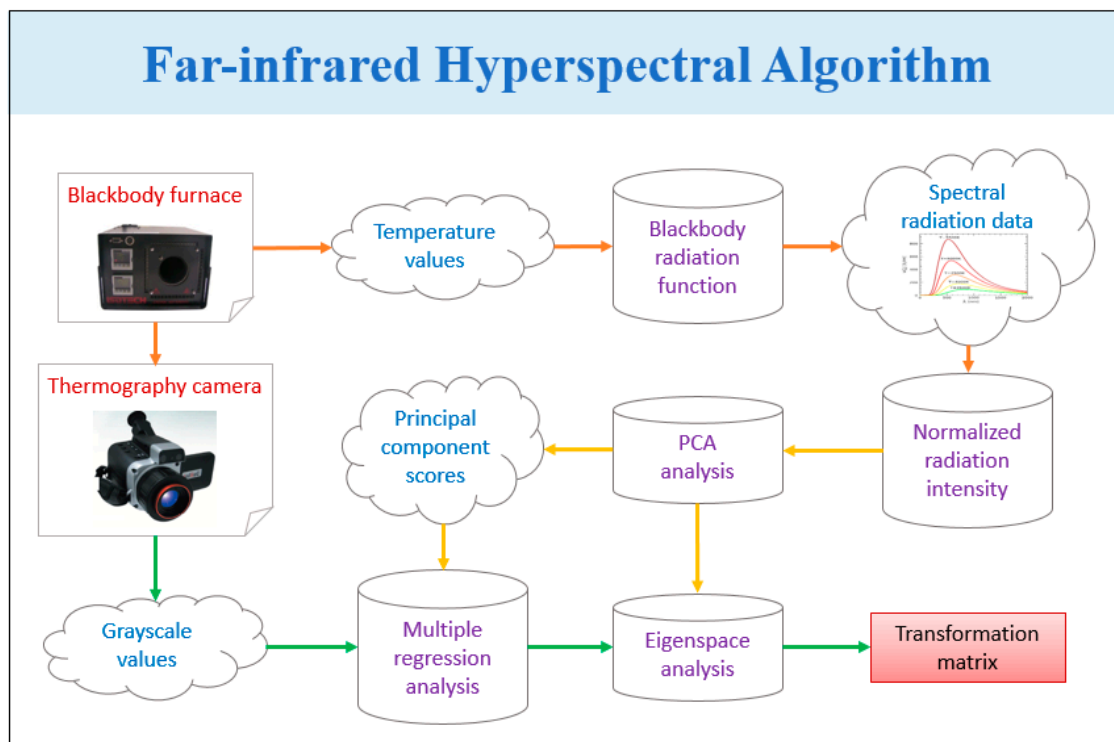 Far-infrared Hyperspectral Algorithm
Blackbody furnace
Temperature
values
Blackbody
radiation
function
Spectral
radiation data
Thermography camera
Principal
component
scores
PCA
analysis
Normalized
radiation
intensity
Grayscale
values
Multiple
regression
analysis
Eigenspace
analysis
Transformation
matrix